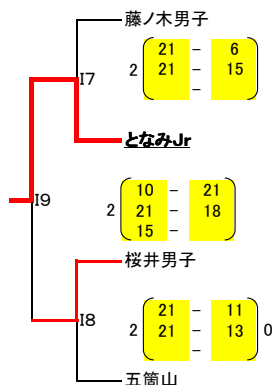 藤ノ木男子
21 - 6
2 21 - 15
-
I7
となみJr
10 - 21
I9
2 21 - 18
15 -
桜井男子
21 - 11
I8
2 21 - 13 0
-
五箇山